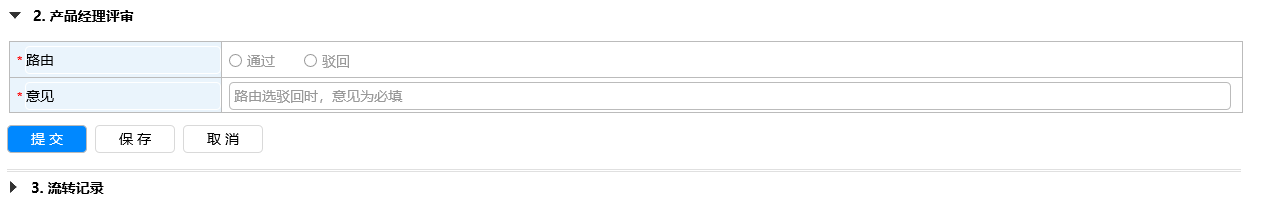 2. 产品经理评审
* 路由 通过 驳回
* 意见 路由选驳回时，意见为必填
提 交 保 存 取 消
3. 流转记录